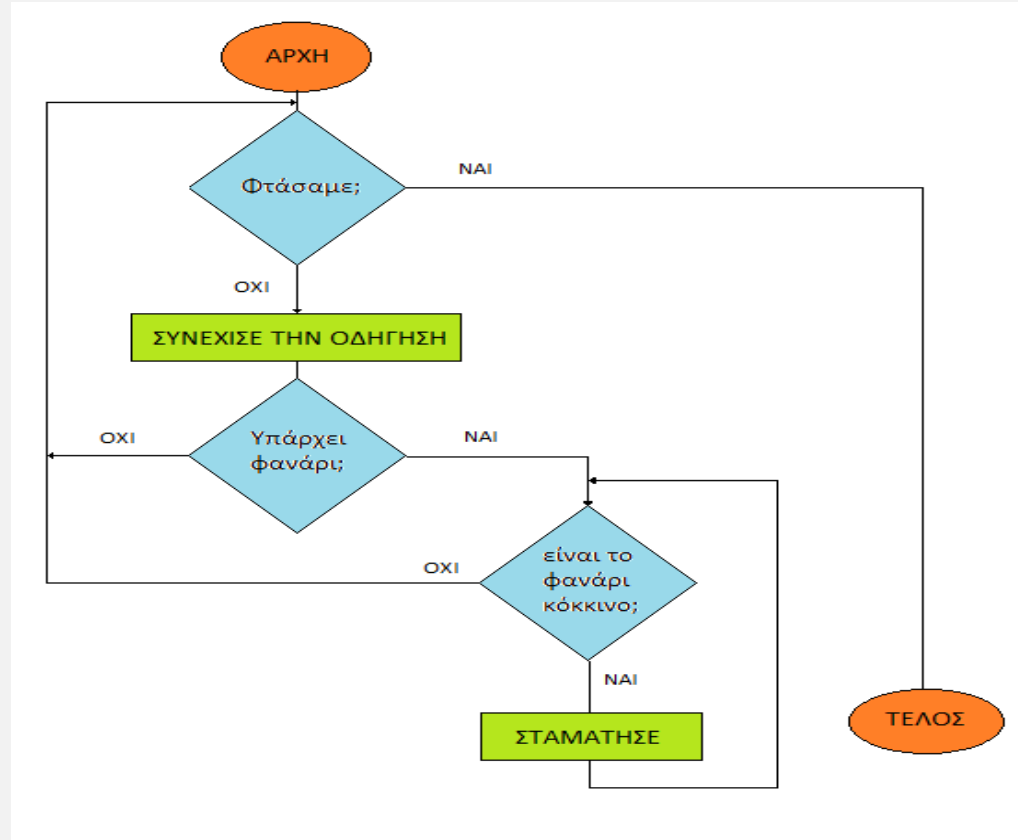 ΑΡΧΗ
ΝΑΙ
Φτάσαμε;
ΟΧΙ
ΣΥΝΕΧΙΣΕ ΤΗΝ ΟΔΗΓΗΣΗ
ΟΧΙ
Υπάρχει
φανάρι;
ΝΑΙ
ΟΧΙ
είναι το
φανάρι
κόκκινο;
ΝΑΙ
ΣΤΑΜΑΤΗΣΕ
ΤΕΛΟΣ